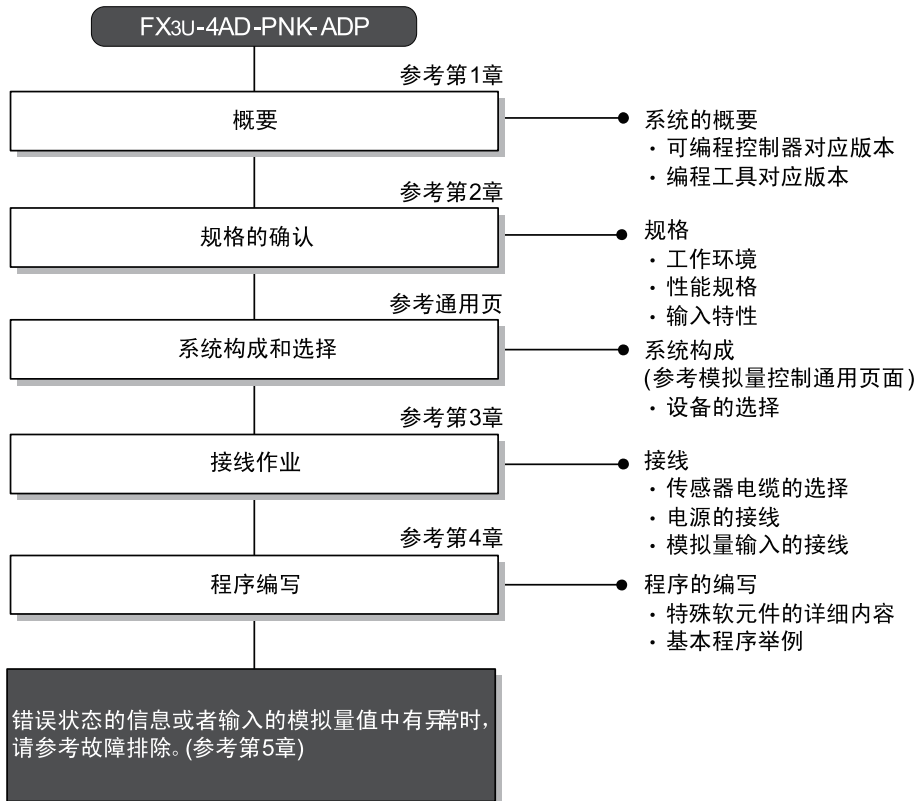 FX3U-4AD-PNK-ADP
参考第1章
概要
系统的概要
・可编程控制器对应版本
・编程工具对应版本
参考第2章
规格的确认
规格
・工作环境
・性能规格
・输入特性
参考通用页
系统构成和选择
系统构成
(参考模拟量控制通用页面)
・设备的选择
参考第3章
接线作业
接线
・传感器电缆的选择
・电源的接线
・模拟量输入的接线
参考第4章
程序编写
程序的编写
・特殊软元件的详细内容
・基本程序举例
错误状态的信息或者输入的模拟量值中有异常时,
请参考故障排除。(参考第5章)